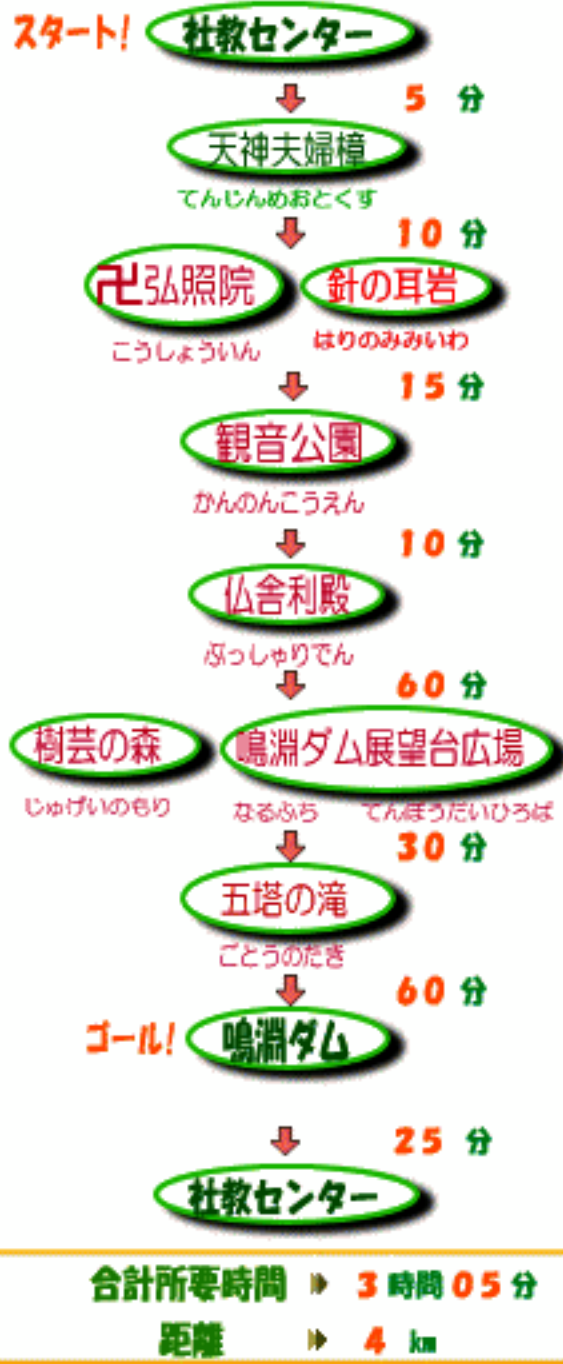 スタート! 社教センター
5 分
天神夫婦樟
てんじんめおとくす
10 分
卍弘照院 針の耳岩
こうしょういん はりのみみいわ
15 分
観音公園
かんのんこうえん
10 分
仏舎利殿
ぶっしゃりでん
60 分
樹芸の森 鳴淵ダム展望台広場
じゅげいのもり なるふち てんぼうだいひろば
30 分
五塔の滝
ごとうのたき
60 分
ゴール! 鳴淵ダム
25 分
社教センター
合計所要時間 3 時間 05 分
距離 4 km